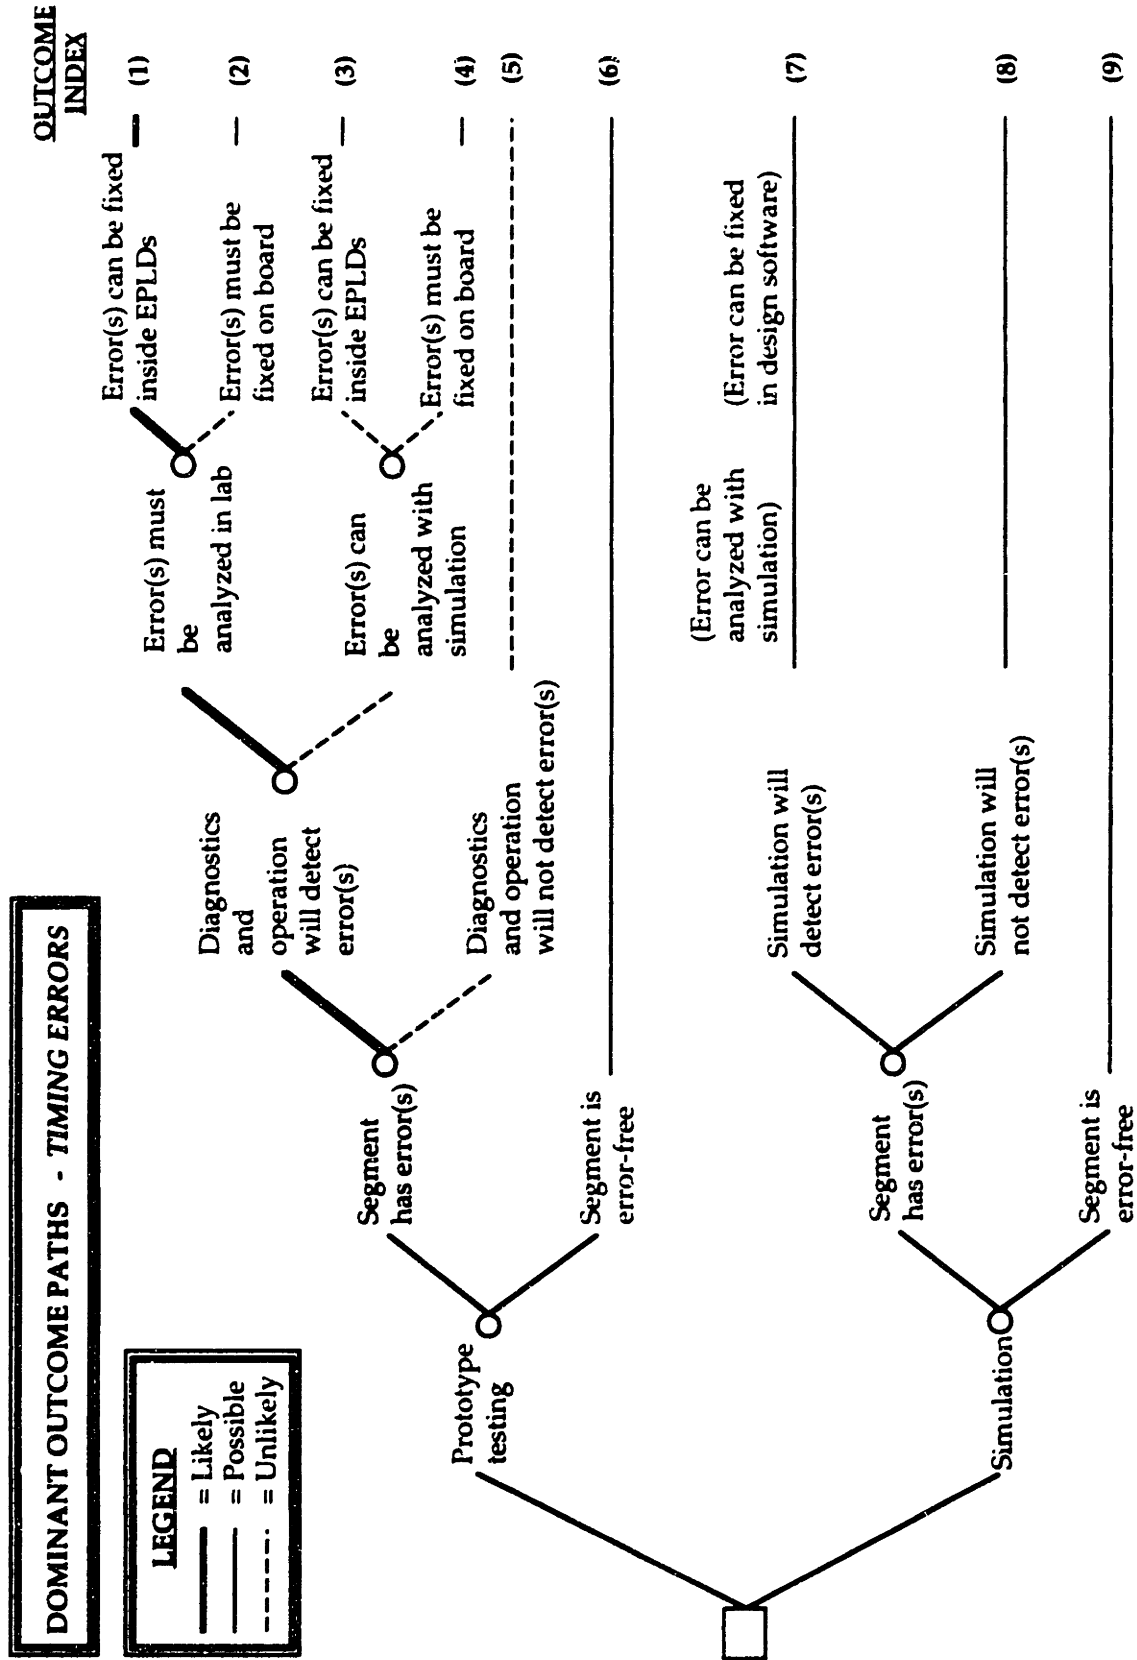 DOMINANT OUTCOME PATHS - TIMING ERRORS
LEGEND
= Likely
= Possible
= Unlikely
OUTCOME
INDEX
Prototype
testing
Simulation
Segment
has error(s)
Segment is
error-free
Segment
has error(s)
Segment is
error-free
Diagnostics
and
operation
will detect
error(s)
Diagnostics
and operation
will not detect error(s)
Simulation will
detect error(s)
Simulation will
not detect error(s)
Error(s) must
be
analyzed in lab
Error(s) can
be
analyzed with
simulation
(Error can be
analyzed with
simulation)
Error(s) can be fixed
inside EPLDs
Error(s) must be
fixed on board
Error(s) can be fixed
inside EPLDs
Error(s) must be
fixed on board
(Error can be fixed
in design software)
(1)
(2)
(3)
(4)
(5)
(6)
(7)
(8)
(9)